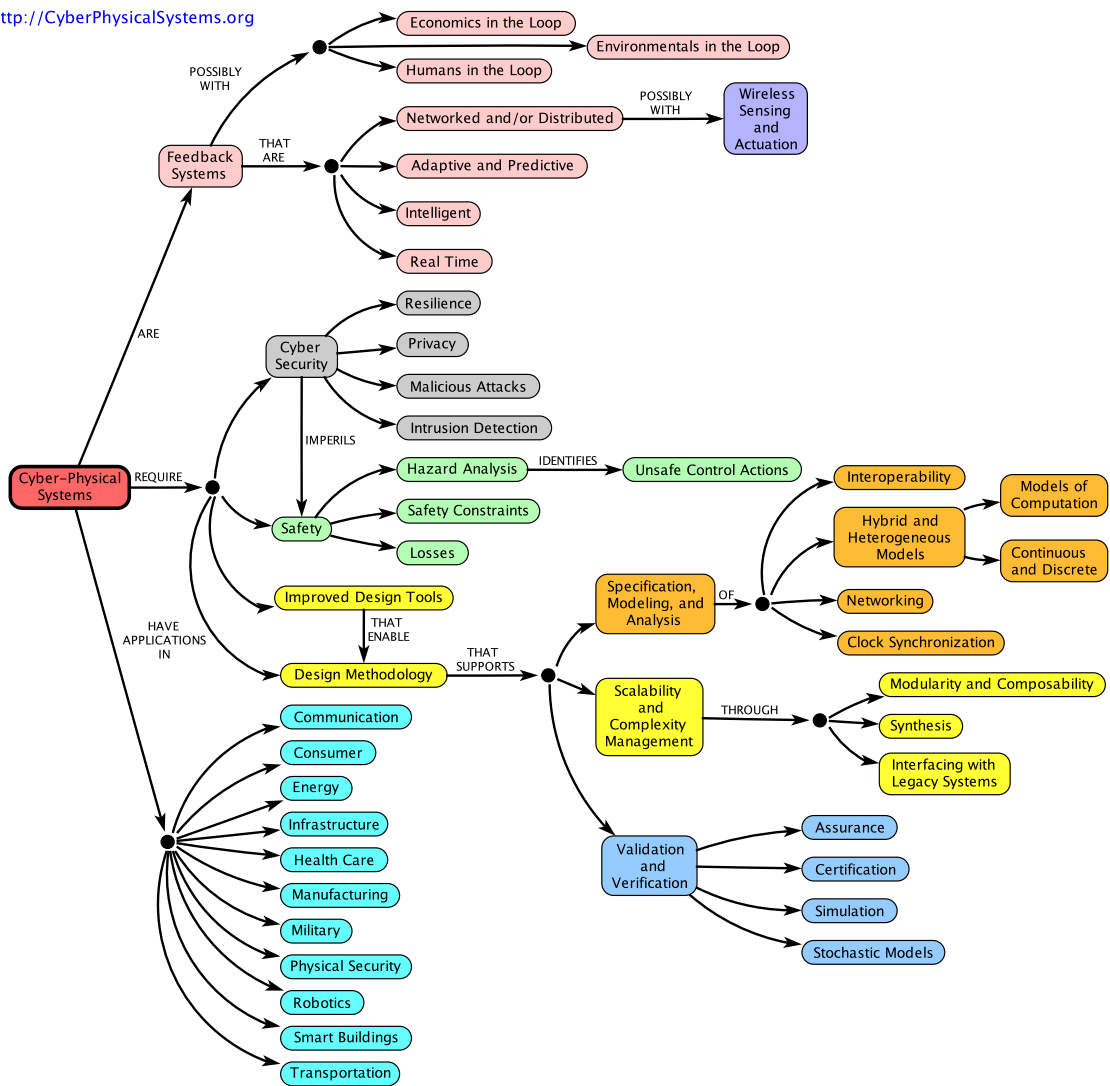 ttp://CyberPhysicalSystems.org
Economics in the Loop
Environmentals in the Loop
Humans in the Loop
POSSIBLY
WITH
Networked and/or Distributed
POSSIBLY
WITH
Wireless
Sensing
and
Actuation
Feedback
Systems
THAT
ARE
Adaptive and Predictive
Intelligent
Real Time
ARE
Resilience
Cyber
Security
Privacy
Malicious Attacks
Intrusion Detection
IMPERILS
Cyber-Physical
Systems
REQUIRE
Hazard Analysis
IDENTIFIES
Unsafe Control Actions
Safety
Safety Constraints
Losses
Interoperability
Hybrid and
Heterogeneous
Models
Models of
Computation
Continuous
and Discrete
Improved Design Tools
THAT
ENABLE
Specification,
Modeling, and
Analysis
OF
Networking
Clock Synchronization
HAVE
APPLICATIONS
IN
Design Methodology
THAT
SUPPORTS
Scalability
and
Complexity
Management
THROUGH
Modularity and Composability
Synthesis
Interfacing with
Legacy Systems
Communication
Consumer
Energy
Infrastructure
Health Care
Manufacturing
Military
Physical Security
Robotics
Smart Buildings
Transportation
Validation
and
Verification
Assurance
Certification
Simulation
Stochastic Models